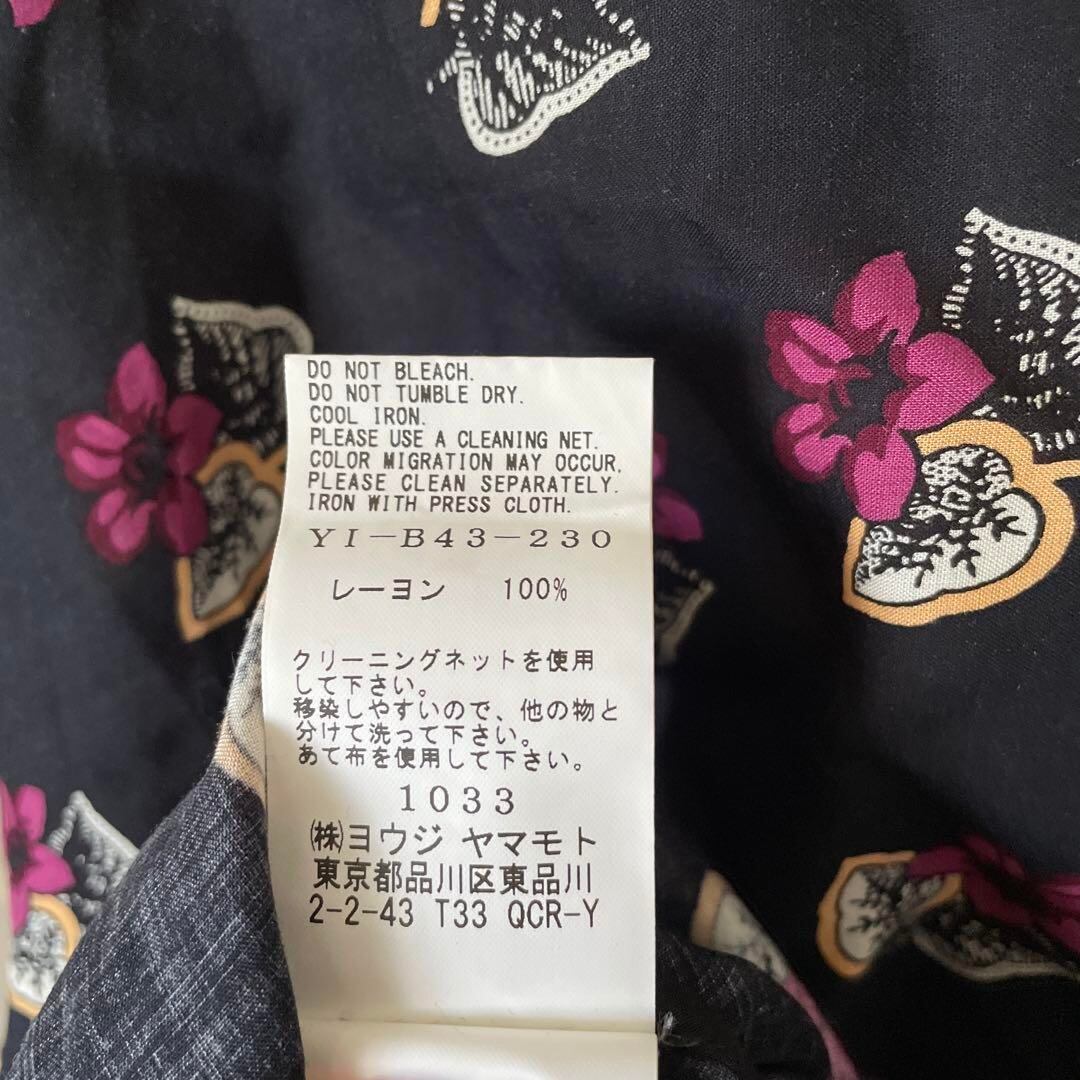 DO NOT BLEACH.
DO NOT TUMBLE DRY.
COOL IRON.
PLEASE USE A CLEANING NET.
COLOR MIGRATION MAY OCCUR,
PLEASE CLEAN SEPARATELY.
IRON WITH PRESS CLOTH.
YI-B43-230
レーヨン 100%
クリーニングネットを使用
して下さい。
移染しやすいので、他の物と
分けて洗って下さい。
あて布を使用して下さい。
1033
㈱ヨウジ ヤマモト
東京都品川区東品川
2-2-43 T33 QCR-Y